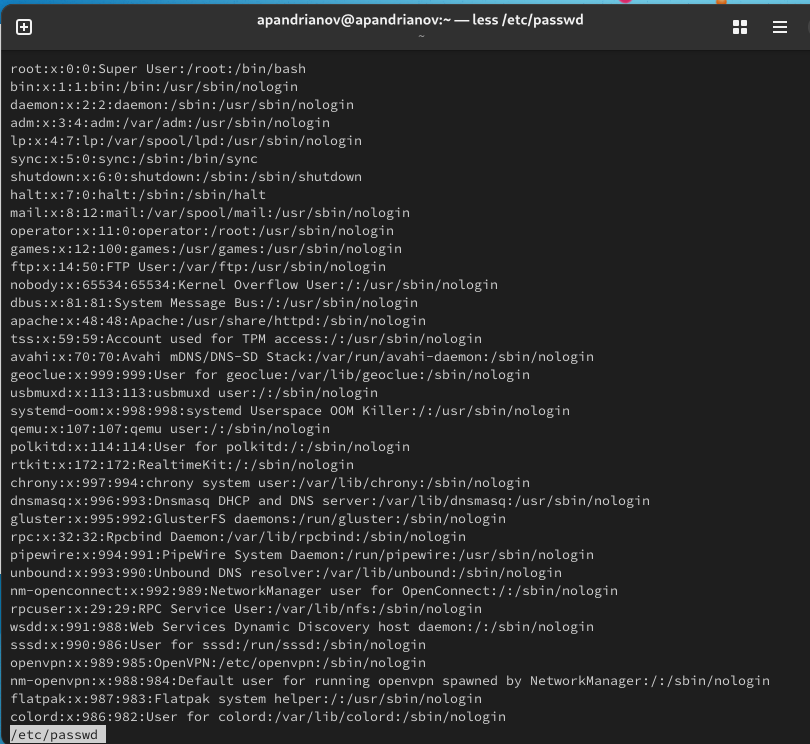 apandrianov@apandrianov:~ — less /etc/passwd
~
root:x:0:0:Super User:/root:/bin/bash
bin:x:1:1:bin:/bin:/usr/sbin/nologin
daemon:x:2:2:daemon:/sbin:/usr/sbin/nologin
adm:x:3:4:adm:/var/adm:/usr/sbin/nologin
lp:x:4:7:lp:/var/spool/lpd:/usr/sbin/nologin
sync:x:5:0:sync:/sbin:/bin/sync
shutdown:x:6:0:shutdown:/sbin:/sbin/shutdown
halt:x:7:0:halt:/sbin:/sbin/halt
mail:x:8:12:mail:/var/spool/mail:/usr/sbin/nologin
operator:x:11:0:operator:/root:/usr/sbin/nologin
games:x:12:100:games:/usr/games:/usr/sbin/nologin
ftp:x:14:50:FTP User:/var/ftp:/usr/sbin/nologin
nobody:x:65534:65534:Kernel Overflow User:/:/usr/sbin/nologin
dbus:x:81:81:System Message Bus:/:/usr/sbin/nologin
apache:x:48:48:Apache:/usr/share/httpd:/sbin/nologin
tss:x:59:59:Account used for TPM access:/:/usr/sbin/nologin
avahi:x:70:70:Avahi mDNS/DNS-SD Stack:/var/run/avahi-daemon:/sbin/nologin
geoclue:x:999:999:User for geoclue:/var/lib/geoclue:/sbin/nologin
usbmuxd:x:113:113:usbmuxd user:/:/sbin/nologin
systemd-oom:x:998:998:systemd Userspace OOM Killer:/:/usr/sbin/nologin
qemu:x:107:107:qemu user:/:/sbin/nologin
polkitd:x:114:114:User for polkitd:/:/sbin/nologin
rtkit:x:172:172:RealtimeKit:/:/sbin/nologin
chrony:x:997:994:chrony system user:/var/lib/chrony:/sbin/nologin
dnsmasq:x:996:993:Dnsmasq DHCP and DNS server:/var/lib/dnsmasq:/usr/sbin/nologin
gluster:x:995:992:GlusterFS daemons:/run/gluster:/sbin/nologin
rpc:x:32:32:Rpcbind Daemon:/var/lib/rpcbind:/sbin/nologin
pipewire:x:994:991:PipeWire System Daemon:/run/pipewire:/usr/sbin/nologin
unbound:x:993:990:Unbound DNS resolver:/var/lib/unbound:/sbin/nologin
nm-openconnect:x:992:989:NetworkManager user for OpenConnect:/:/sbin/nologin
rpcuser:x:29:29:RPC Service User:/var/lib/nfs:/sbin/nologin
wsdd:x:991:988:Web Services Dynamic Discovery host daemon:/:/sbin/nologin
sssd:x:990:986:User for sssd:/run/sssd:/sbin/nologin
openvpn:x:989:985:OpenVPN:/etc/openvpn:/sbin/nologin
nm-openvpn:x:988:984:Default user for running openvpn spawned by NetworkManager:/:/sbin/nologin
flatpak:x:987:983:Flatpak system helper:/:/usr/sbin/nologin
colord:x:986:982:User for colord:/var/lib/colord:/sbin/nologin
/etc/passwd